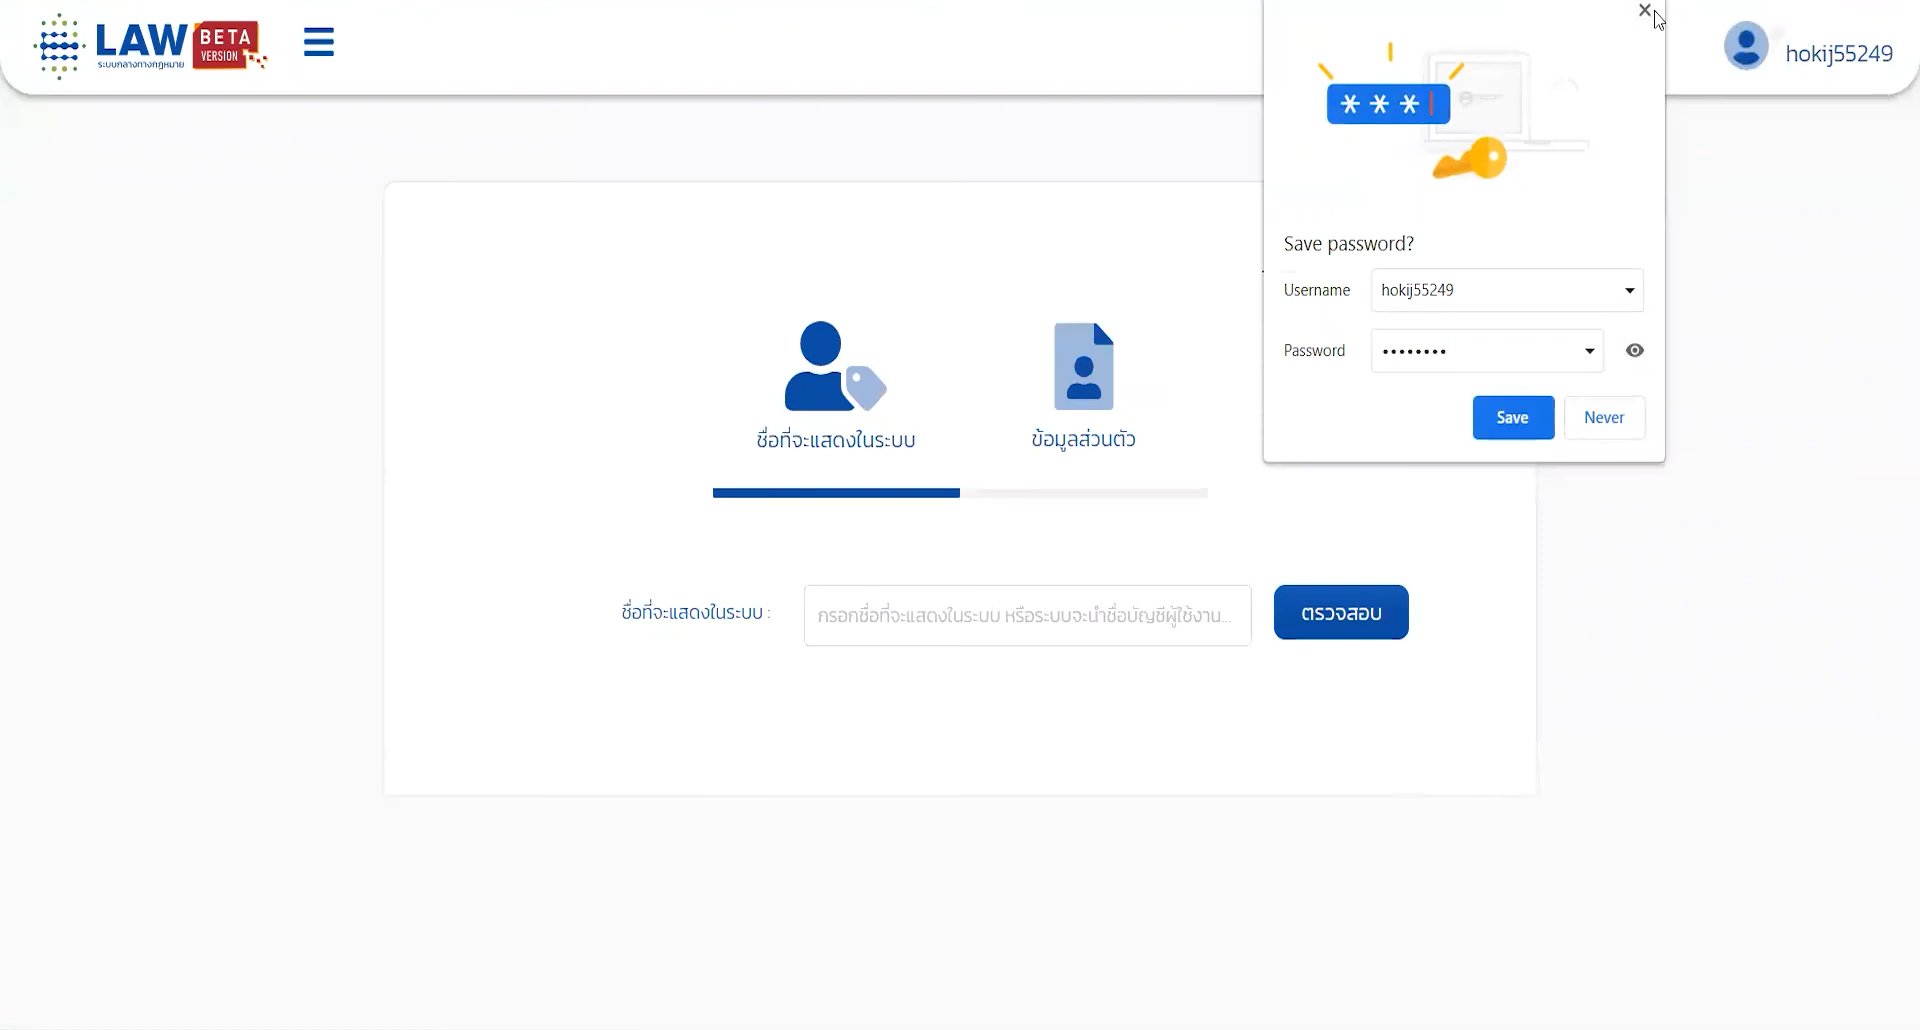 LAW
ระบบกลางทางกฎหมาย
BETA
VERSION
hokij55249
* * *
Save password?
Username
hokij55249
Password
••••••••
Save
Never
ชื่อที่จะแสดงในระบบ
ข้อมูลส่วนตัว
ชื่อที่จะแสดงในระบบ :
กรอกชื่อที่จะแสดงในระบบ หรือระบบจะนำชื่อบัญชีผู้ใช้งาน...
ตรวจสอบ